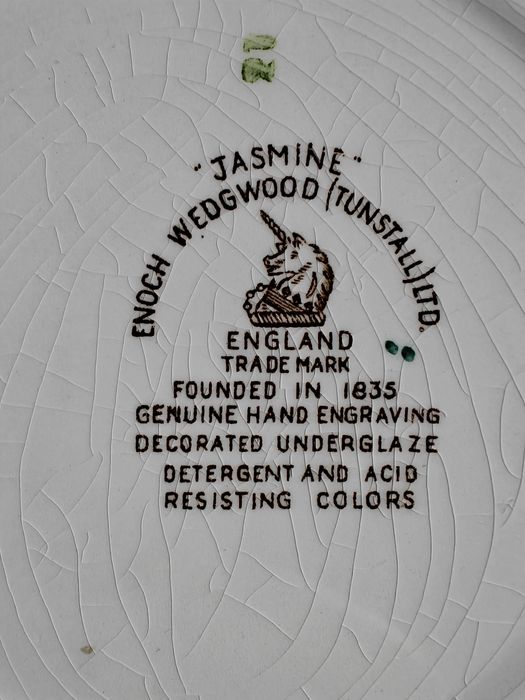 21
"JASMINE"
ENOCH WEDGWOOD (TUNSTALL) LTD.
ENGLAND
TRADE MARK
FOUNDED IN 1835
GENUINE HAND ENGRAVING
DECORATED UNDERGLAZE
DETERGENT AND ACID
RESISTING COLORS